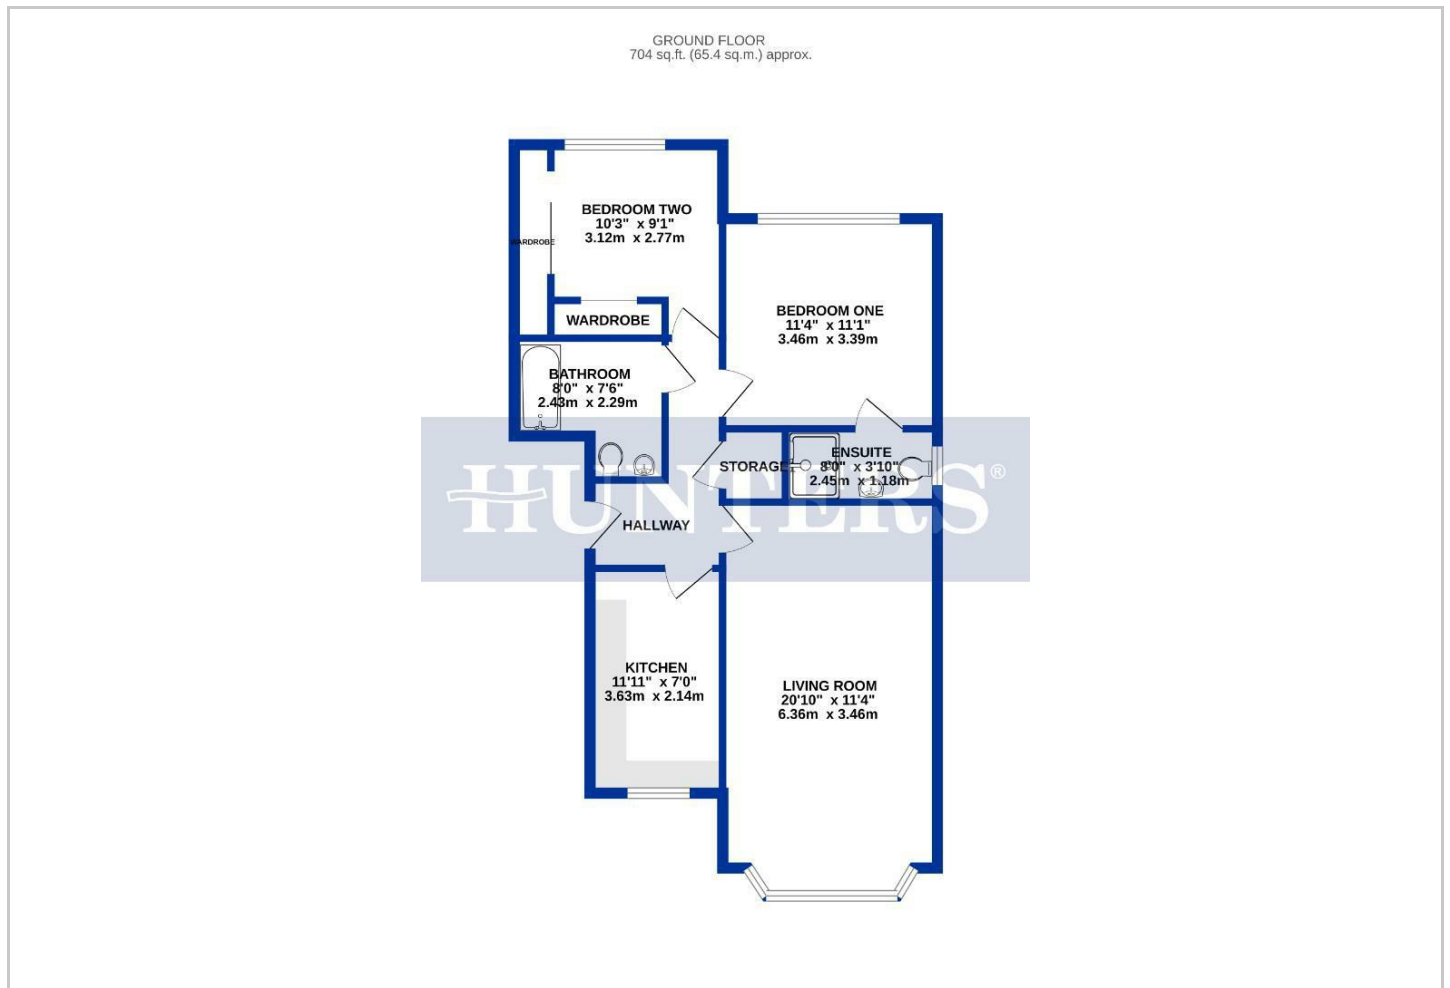 GROUND FLOOR
704 sq.ft. (65.4 sq.m.) approx.
BEDROOM TWO
10'3" x 9'1"
3.12m x 2.77m
WARDROBE
WARDROBE
BEDROOM ONE
11'4" x 11'1"
3.46m x 3.39m
BATHROOM
8'0" x 7'6"
2.43m x 2.29m
STORAGE
ENSUITE
8'0" x 3'10"
2.45m x 1.18m
HUNTERS®
HALLWAY
KITCHEN
11'11" x 7'0"
3.63m x 2.14m
LIVING ROOM
20'10" x 11'4"
6.36m x 3.46m